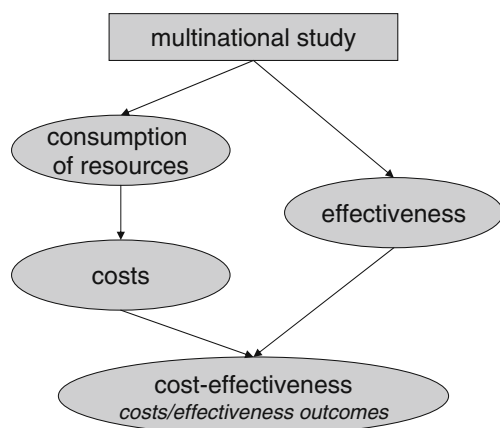 multinational study
consumption
of resources
effectiveness
costs
cost-effectiveness
costs/effectiveness outcomes